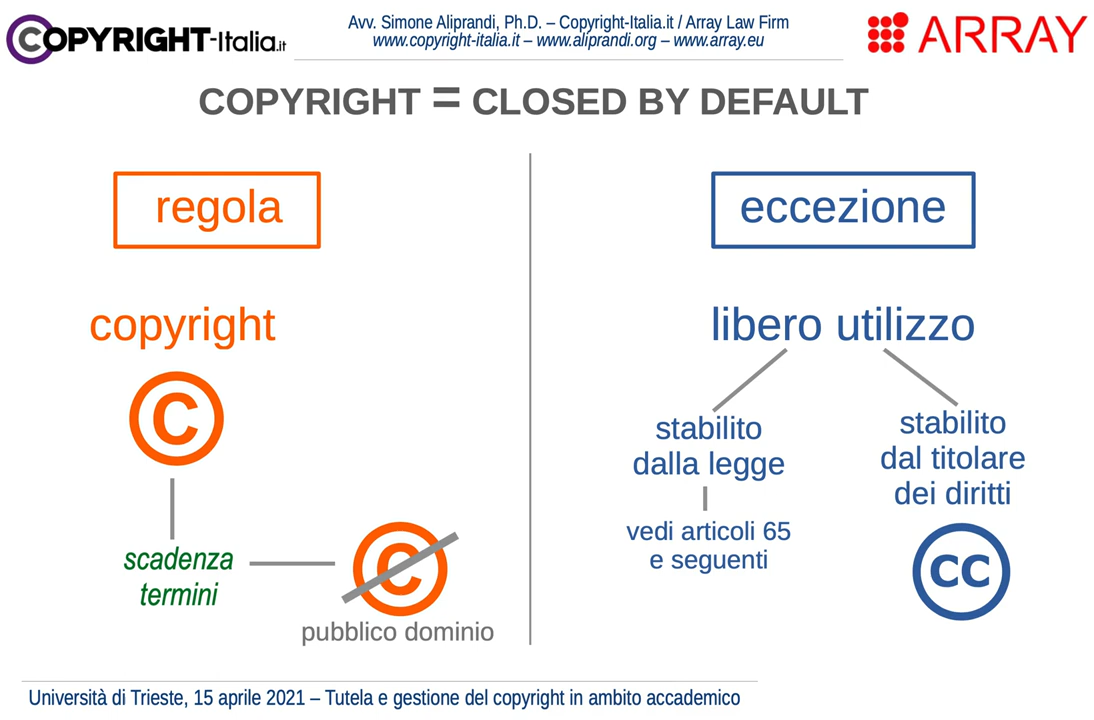 COPYRIGHT-Italia.it
Avv. Simone Aliprandi, Ph.D. – Copyright-Italia.it / Array Law Firm
www.copyright-italia.it – www.aliprandi.org – www.array.eu
ARRAY
COPYRIGHT = CLOSED BY DEFAULT
regola
copyright
C
scadenza
termini
C
pubblico dominio
eccezione
libero utilizzo
stabilito
dalla legge
vedi articoli 65
e seguenti
stabilito
dal titolare
dei diritti
CC
Università di Trieste, 15 aprile 2021 – Tutela e gestione del copyright in ambito accademico